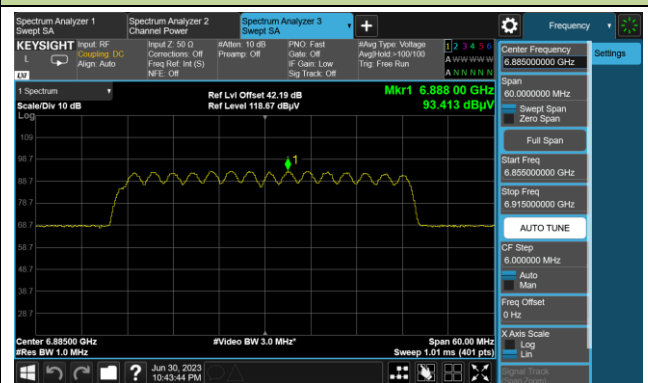 Spectrum Analyzer 1
Swept SA
Spectrum Analyzer 2
Channel Power
Spectrum Analyzer 3
Swept SA
Frequency
KEYSIGHT
L
LXI
Input: RF
Coupling: DC
Align: Auto
Input Z: 50 Ω
Corrections: Off
Freq Ref: Int (S)
NFE: Off
#Atten: 10 dB
Preamp: Off
PNO: Fast
Gate: Off
IF Gain: Low
Sig Track: Off
#Avg Type: Voltage
Avg|Hold:>100/100
Trig: Free Run
1 2 3 4 5 6
A W W W W W
A N N N N N
1 Spectrum
Scale/Div 10 dB
Log
Ref Lvl Offset 42.19 dB
Ref Level 118.67 dBµV
Mkr1 6.888 00 GHz
93.413 dBµV
1
109
98.7
88.7
78.7
68.7
58.7
48.7
38.7
28.7
Center 6.88500 GHz
#Res BW 1.0 MHz
#Video BW 3.0 MHz*
Span 60.00 MHz
Sweep 1.01 ms (401 pts)
Jun 30, 2023
10:43:44 PM
?
Center Frequency
6.885000000 GHz
Settings
Span
60.0000000 MHz
Swept Span
Zero Span
Full Span
Start Freq
6.855000000 GHz
Stop Freq
6.915000000 GHz
AUTO TUNE
CF Step
6.000000 MHz
Auto
Man
Freq Offset
0 Hz
X Axis Scale
Log
Lin
Signal Track
(Span Zoom)